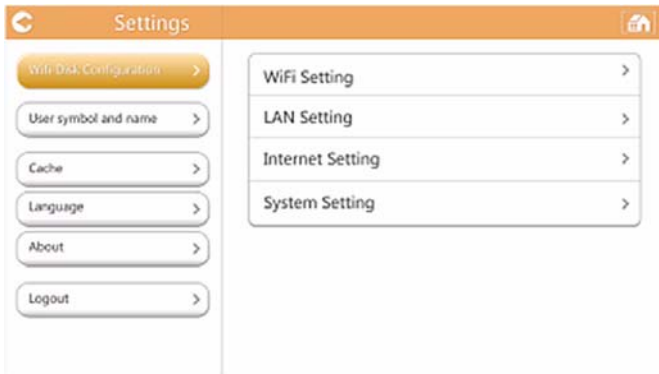 Settings
Wifi Disk Configuration
User symbol and name
Cache
Language
About
Logout
WiFi Setting
LAN Setting
Internet Setting
System Setting